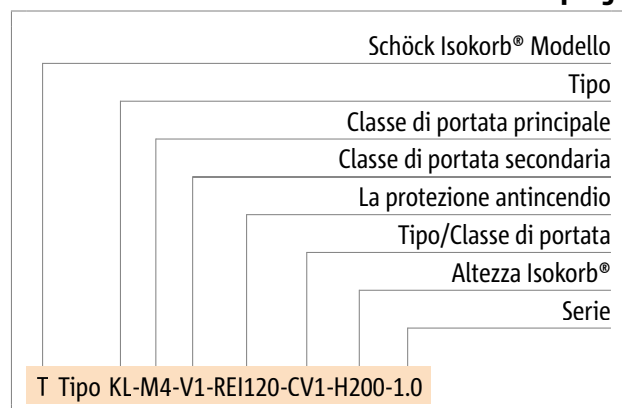 Schöck Isokorb® Modello
Tipo
Classe di portata principale
Classe di portata secondaria
La protezione antincendio
Tipo/Classe di portata
Altezza Isokorb®
Serie
T Tipo KL-M4-V1-REI120-CV1-H200-1.0